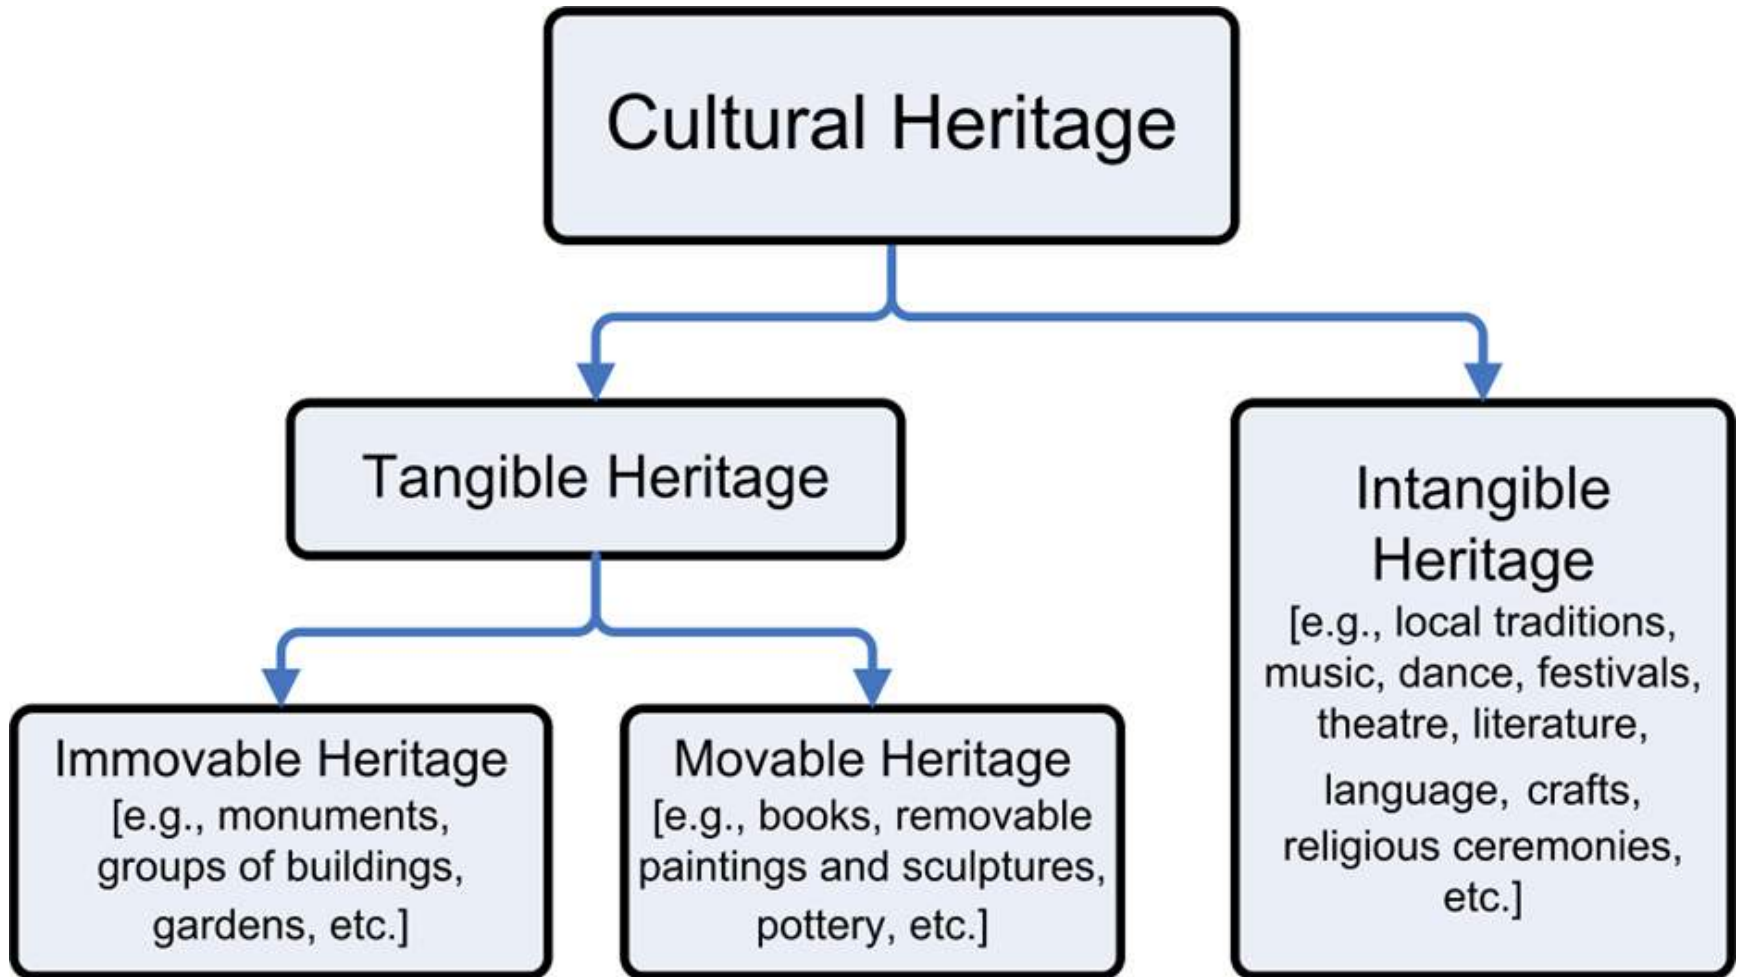 Cultural Heritage
Tangible Heritage
Intangible
Heritage
[e.g., local traditions,
music, dance, festivals,
theatre, literature,
language, crafts,
religious ceremonies,
etc.]
Immovable Heritage
[e.g., monuments,
groups of buildings,
gardens, etc.]
Movable Heritage
[e.g., books, removable
paintings and sculptures,
pottery, etc.]